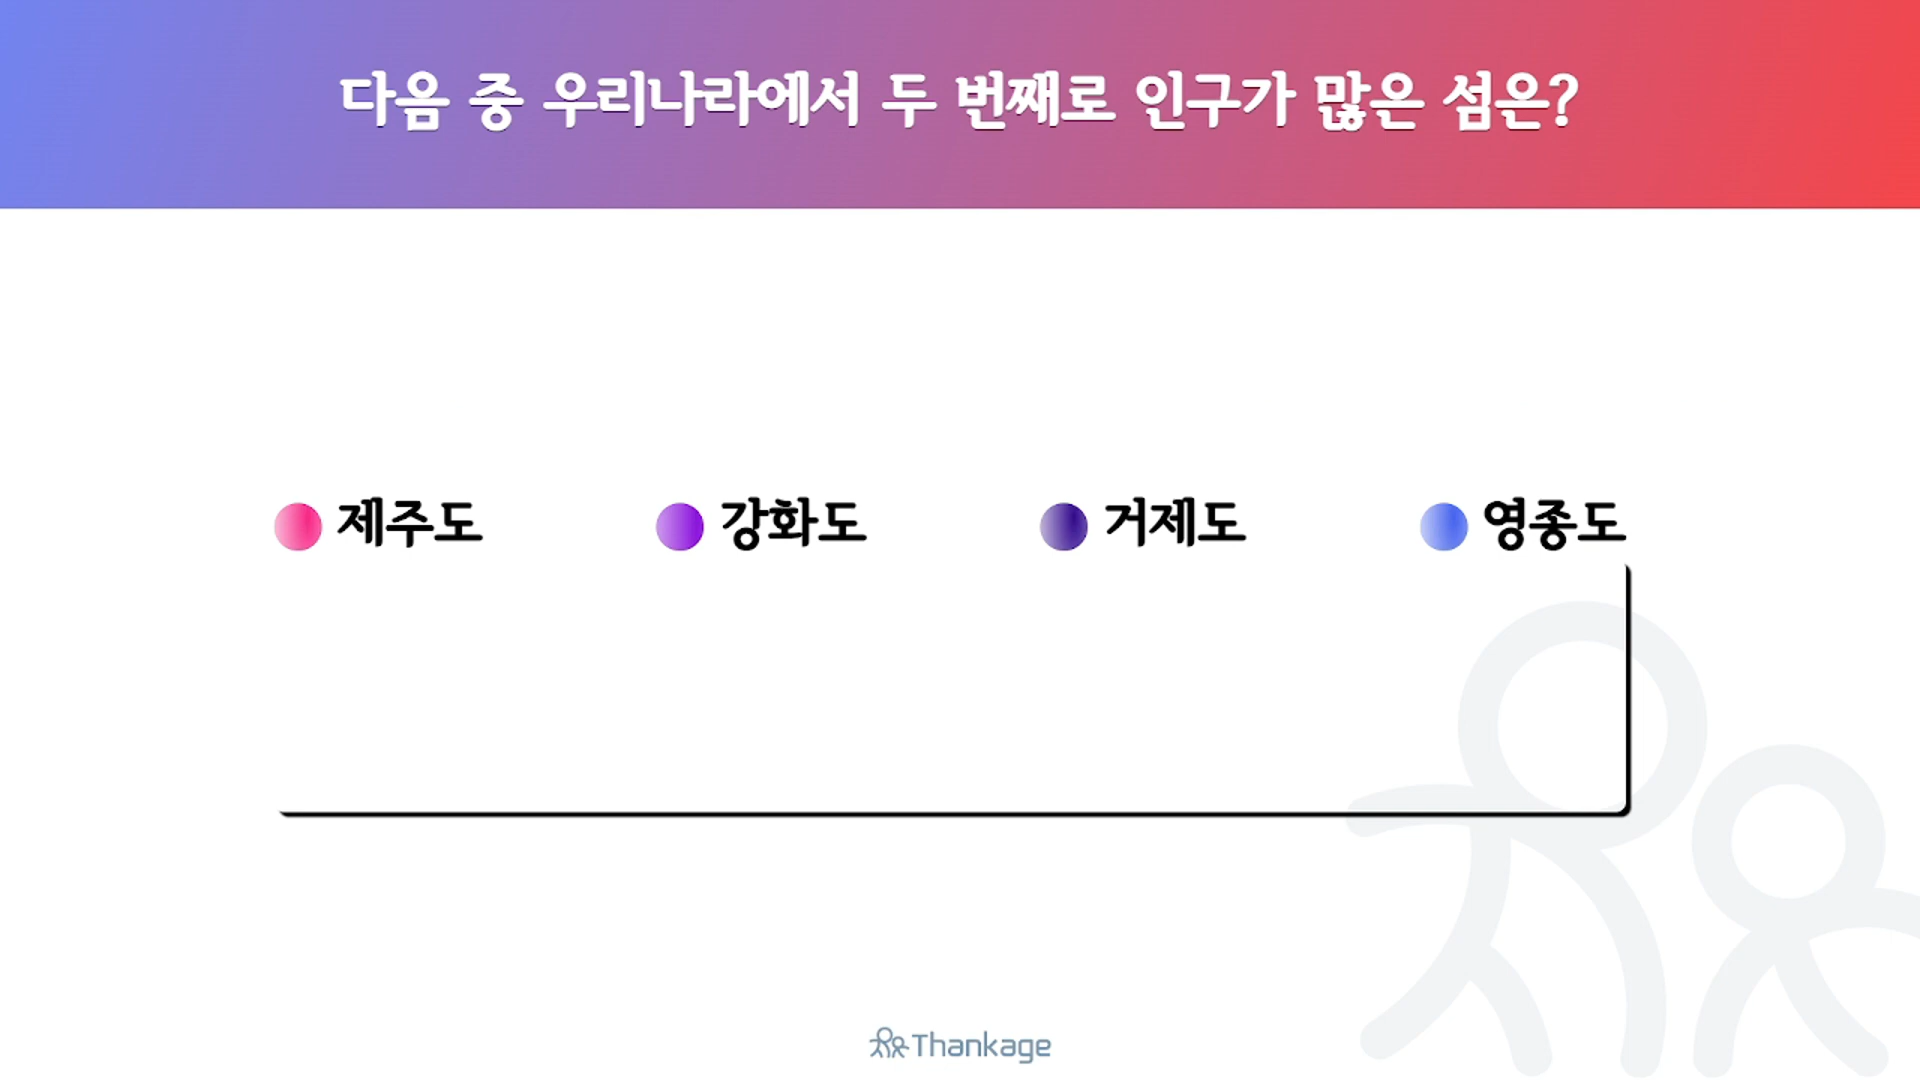 다음 중 우리나라에서 두 번째로 인구가 많은 섬은?
제주도 강화도 거제도 영종도
Thankage